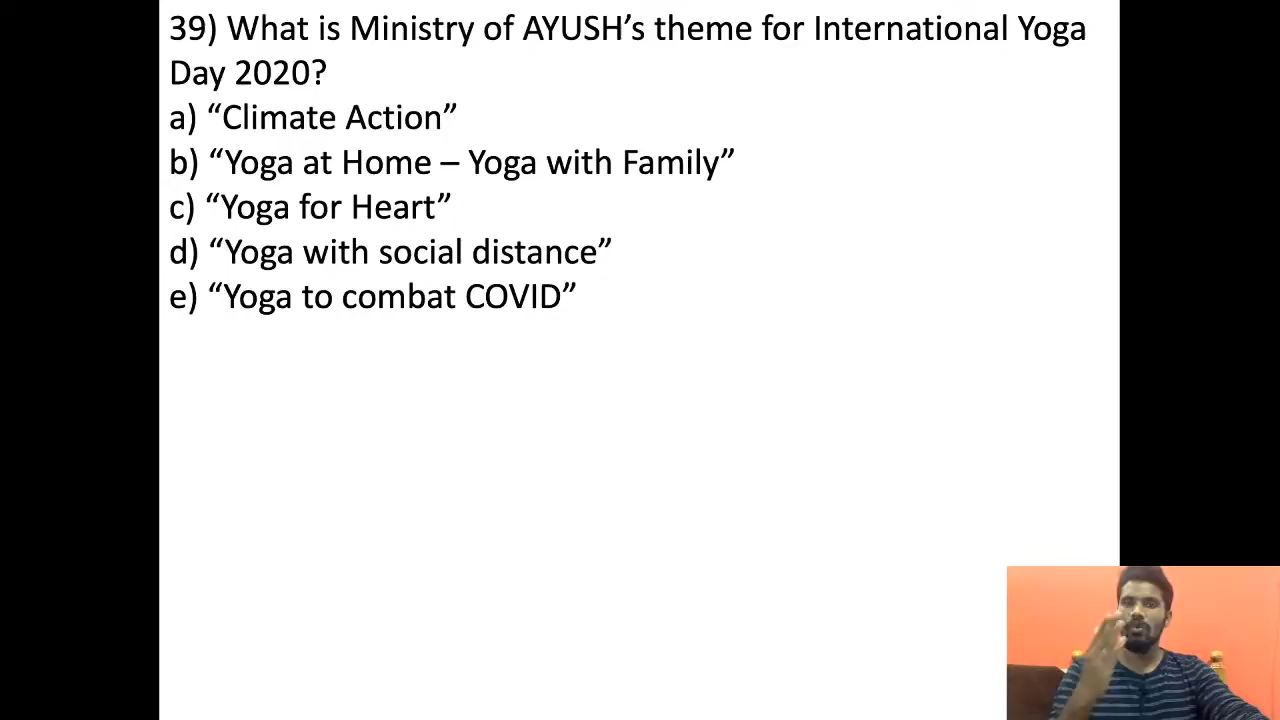 39) What is Ministry of AYUSH’s theme for International Yoga
Day 2020?
a) “Climate Action”
b) “Yoga at Home – Yoga with Family”
c) “Yoga for Heart”
d) “Yoga with social distance”
e) “Yoga to combat COVID”